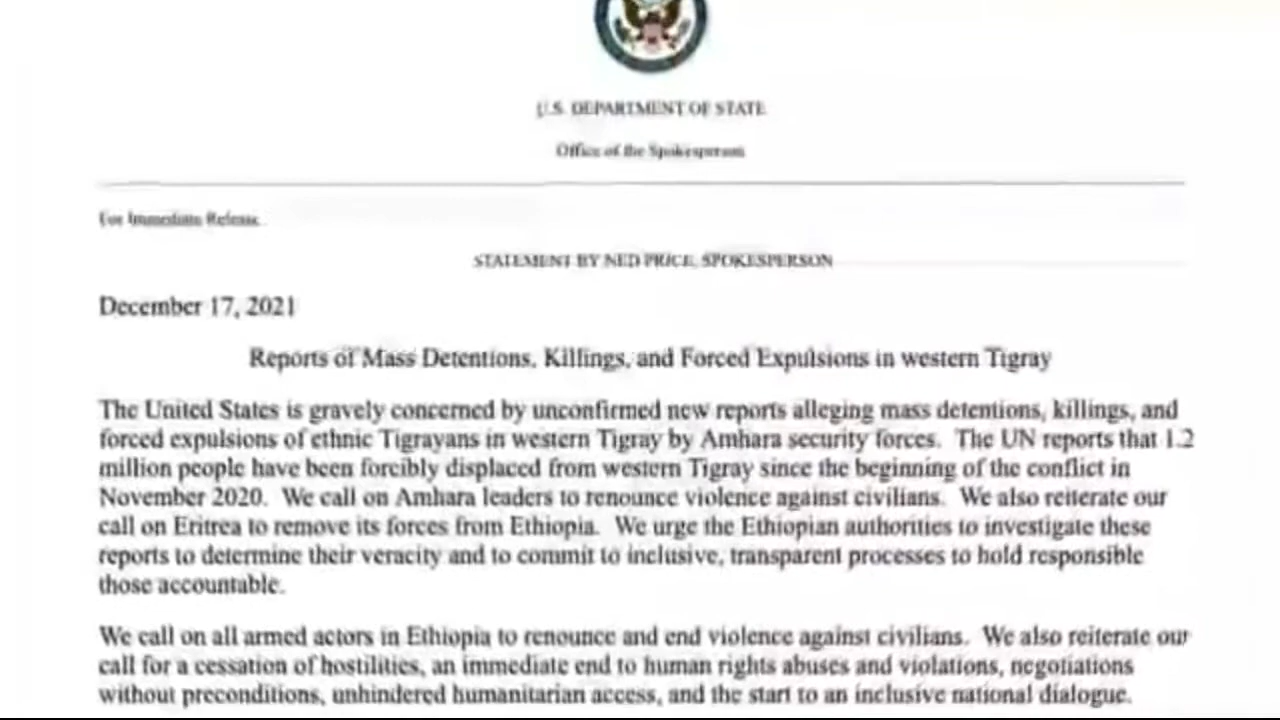 U.S. DEPARTMENT OF STATE
Office of the Spokesperson
For Immediate Release
STATEMENT BY NED PRICE, SPOKESPERSON
December 17, 2021
Reports of Mass Detentions, Killings, and Forced Expulsions in western Tigray
The United States is gravely concerned by unconfirmed new reports alleging mass detentions, killings, and
forced expulsions of ethnic Tigrayans in western Tigray by Amhara security forces. The UN reports that 1.2
million people have been forcibly displaced from western Tigray since the beginning of the conflict in
November 2020. We call on Amhara leaders to renounce violence against civilians. We also reiterate our
call on Eritrea to remove its forces from Ethiopia. We urge the Ethiopian authorities to investigate these
reports to determine their veracity and to commit to inclusive, transparent processes to hold responsible
those accountable.
We call on all armed actors in Ethiopia to renounce and end violence against civilians. We also reiterate our
call for a cessation of hostilities, an immediate end to human rights abuses and violations, negotiations
without preconditions, unhindered humanitarian access, and the start to an inclusive national dialogue.